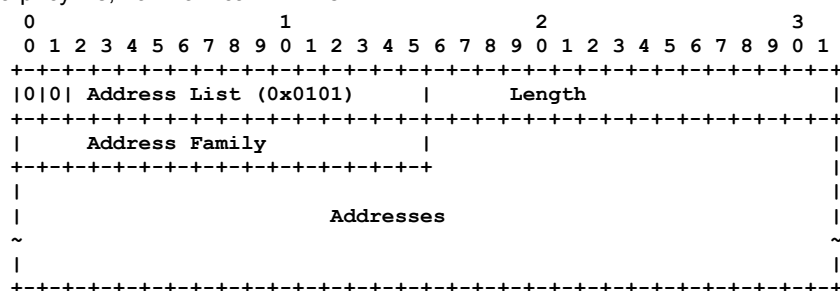 0                   1                   2                   3
0 1 2 3 4 5 6 7 8 9 0 1 2 3 4 5 6 7 8 9 0 1 2 3 4 5 6 7 8 9 0 1
+-+-+-+-+-+-+-+-+-+-+-+-+-+-+-+-+-+-+-+-+-+-+-+-+-+-+-+-+-+-+-+-+
|0|0| Address List (0x0101)     |      Length                   |
+-+-+-+-+-+-+-+-+-+-+-+-+-+-+-+-+-+-+-+-+-+-+-+-+-+-+-+-+-+-+-+-+
|     Address Family            |                               |
+-+-+-+-+-+-+-+-+-+-+-+-+-+-+-+-+                               |
|                                                               |
|                        Addresses                              |
~                                                               ~
|                                                               |
+-+-+-+-+-+-+-+-+-+-+-+-+-+-+-+-+-+-+-+-+-+-+-+-+-+-+-+-+-+-+-+-+